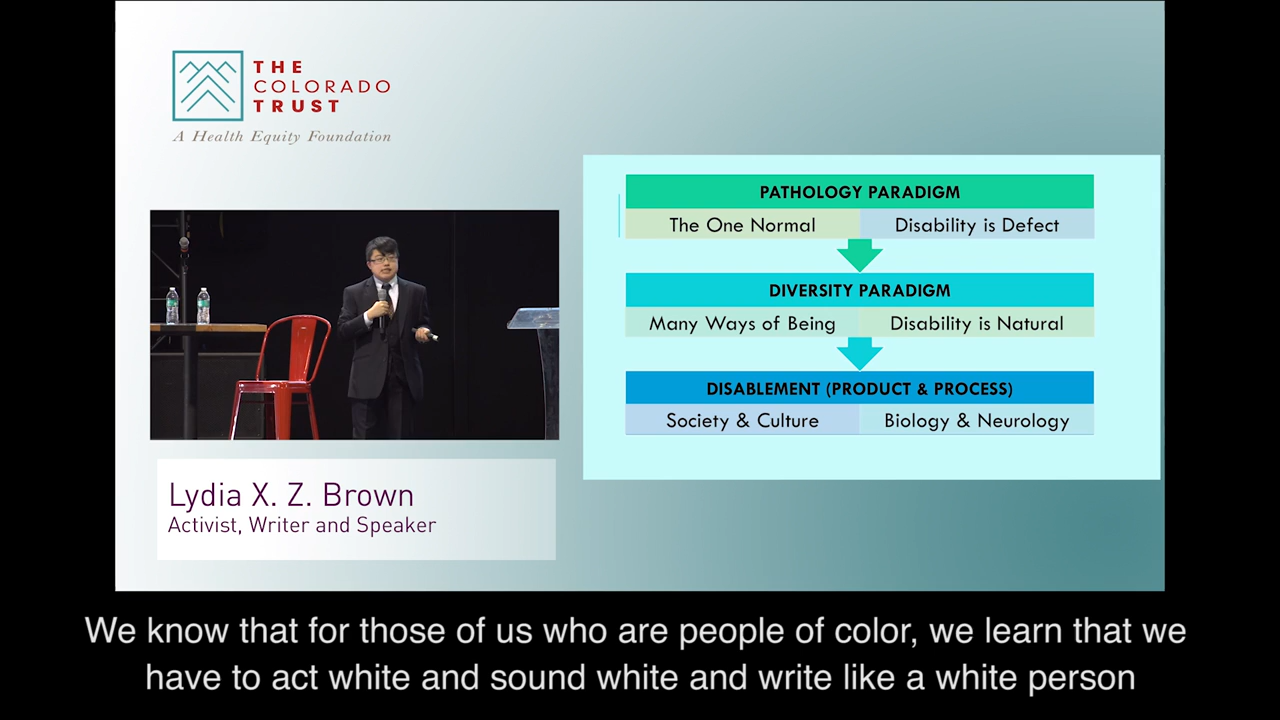 THE
COLORADO
TRUST
A Health Equity Foundation
PATHOLOGY PARADIGM
The One Normal Disability is Defect
DIVERSITY PARADIGM
Many Ways of Being Disability is Natural
DISABLEMENT (PRODUCT & PROCESS)
Society & Culture Biology & Neurology
Lydia X. Z. Brown
Activist, Writer and Speaker
We know that for those of us who are people of color, we learn that we
have to act white and sound white and write like a white person